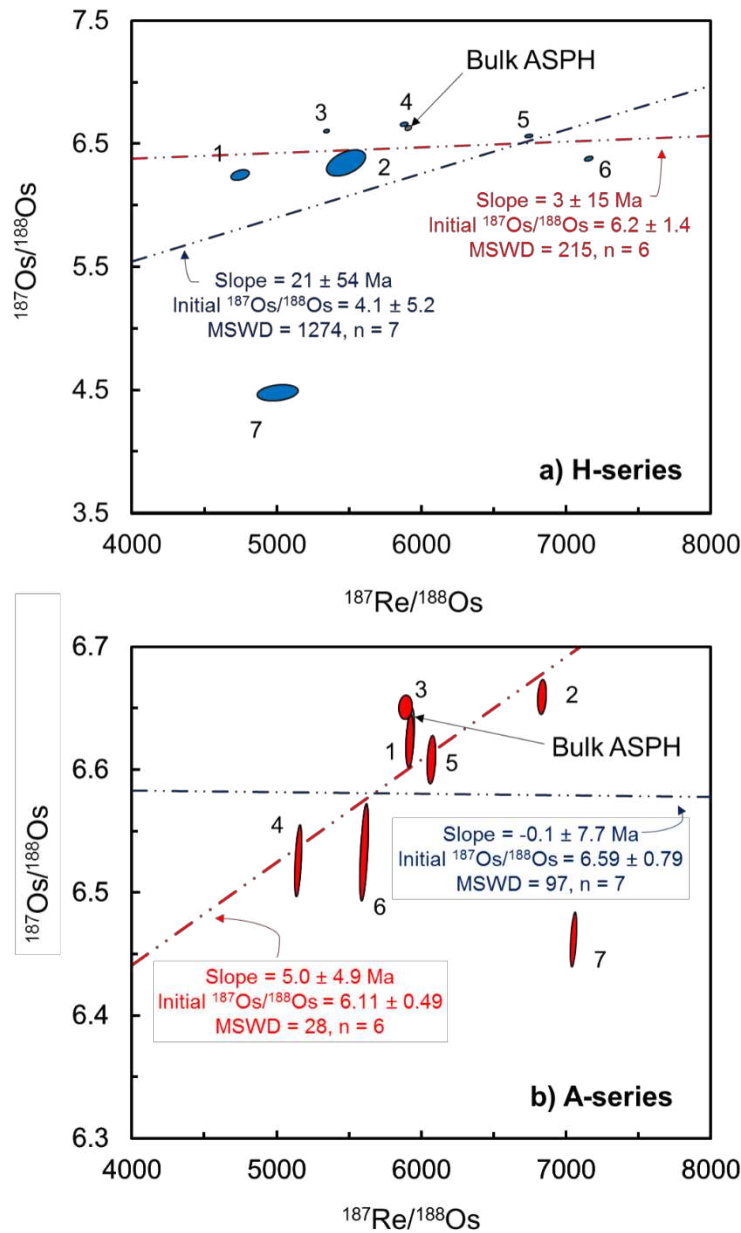 7.5
6.5
5.5
4.5
3.5
¹⁸⁷Os/¹⁸⁸Os
Bulk ASPH
1
2
3
4
5
6
7
Slope = 3 ± 15 Ma
Initial ¹⁸⁷Os/¹⁸⁸Os = 6.2 ± 1.4
MSWD = 215, n = 6
Slope = 21 ± 54 Ma
Initial ¹⁸⁷Os/¹⁸⁸Os = 4.1 ± 5.2
MSWD = 1274, n = 7
a) H-series
4000 5000 6000 7000 8000
¹⁸⁷Re/¹⁸⁸Os
6.7
6.6
6.5
6.4
6.3
¹⁸⁷Os/¹⁸⁸Os
3
2
Bulk ASPH
1
5
4
6
7
Slope = -0.1 ± 7.7 Ma
Initial ¹⁸⁷Os/¹⁸⁸Os = 6.59 ± 0.79
MSWD = 97, n = 7
Slope = 5.0 ± 4.9 Ma
Initial ¹⁸⁷Os/¹⁸⁸Os = 6.11 ± 0.49
MSWD = 28, n = 6
b) A-series
4000 5000 6000 7000 8000
¹⁸⁷Re/¹⁸⁸Os